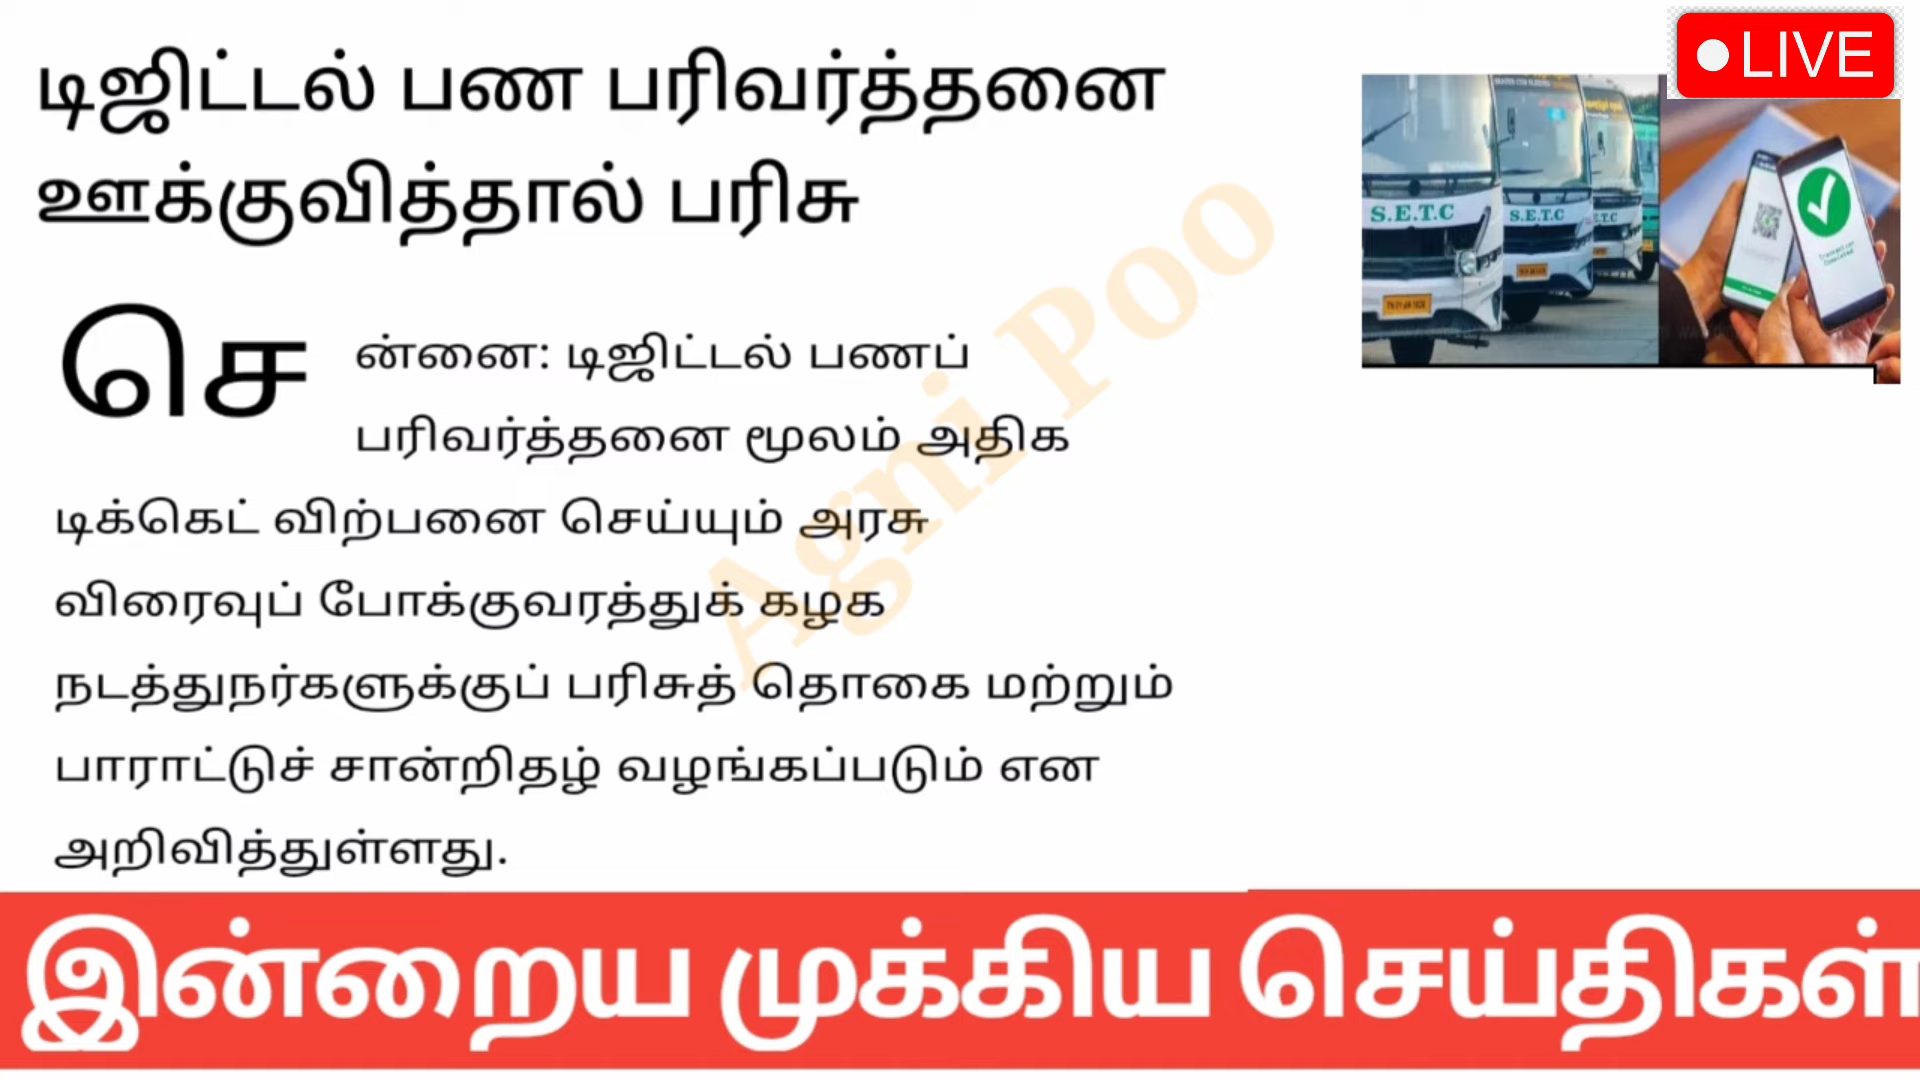 டிஜிட்டல் பண பரிவர்த்தனை
ஊக்குவித்தால் பரிசு
LIVE
S.E.T.C
S.E.T.C
E.T.C
சென்னை: டிஜிட்டல் பணப்
பரிவர்த்தனை மூலம் அதிக
டிக்கெட் விற்பனை செய்யும் அரசு
விரைவுப் போக்குவரத்துக் கழக
நடத்துநர்களுக்குப் பரிசுத் தொகை மற்றும்
பாராட்டுச் சான்றிதழ் வழங்கப்படும் என
அறிவித்துள்ளது.
Agni Poo
இன்றைய முக்கிய செய்திகள்